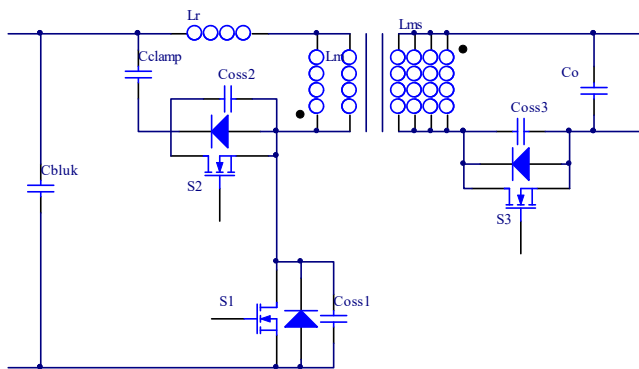 Lr
Lms
Cclamp
Lm
Coss2
Co
Coss3
Cbluk
S2
S3
S1
Coss1